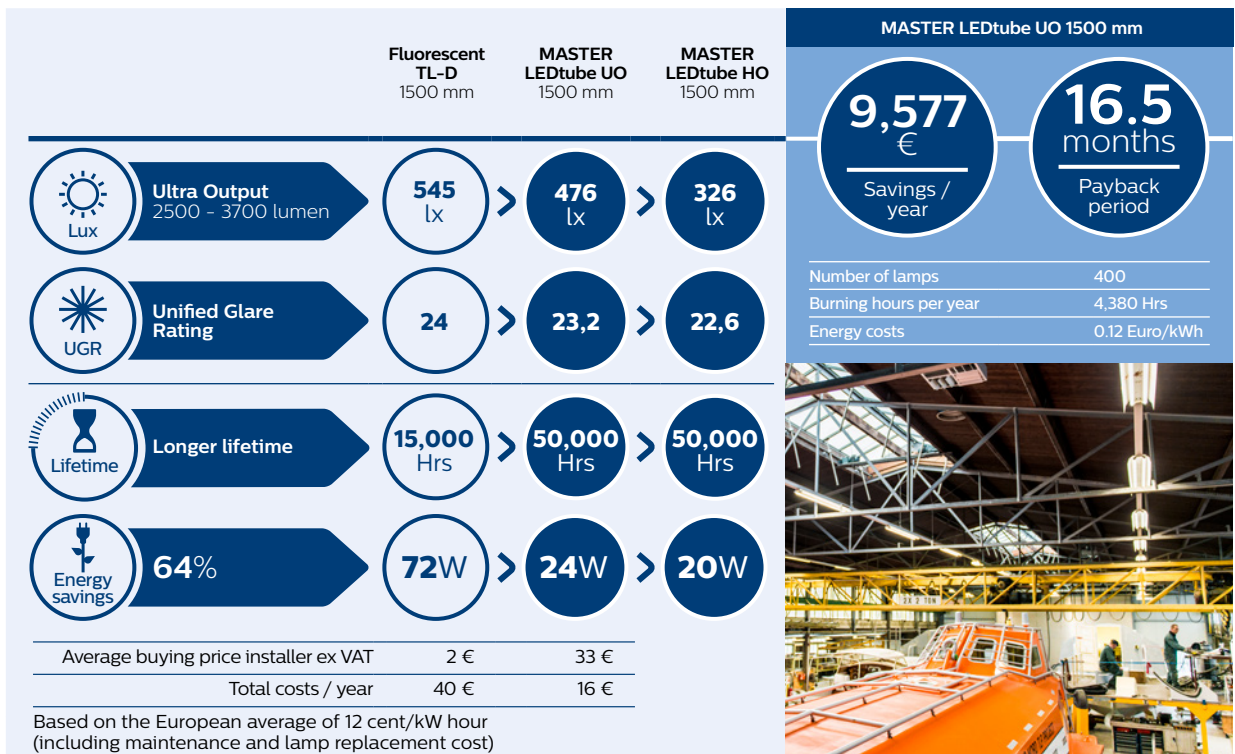 Fluorescent
TL-D
1500 mm
MASTER
LEDtube UO
1500 mm
MASTER
LEDtube HO
1500 mm
Lux
Ultra Output
2500 - 3700 lumen
545
lx
476
lx
326
lx
UGR
Unified Glare
Rating
24
23,2
22,6
Lifetime
Longer lifetime
15,000
Hrs
50,000
Hrs
50,000
Hrs
Energy
savings
64%
72W
24W
20W
Average buying price installer ex VAT 2 € 33 €
Total costs / year 40 € 16 €
Based on the European average of 12 cent/kW hour
(including maintenance and lamp replacement cost)
MASTER LEDtube UO 1500 mm
9,577
€
Savings /
year
16.5
months
Payback
period
Number of lamps 400
Burning hours per year 4,380 Hrs
Energy costs 0.12 Euro/kWh
2 X 2 TON